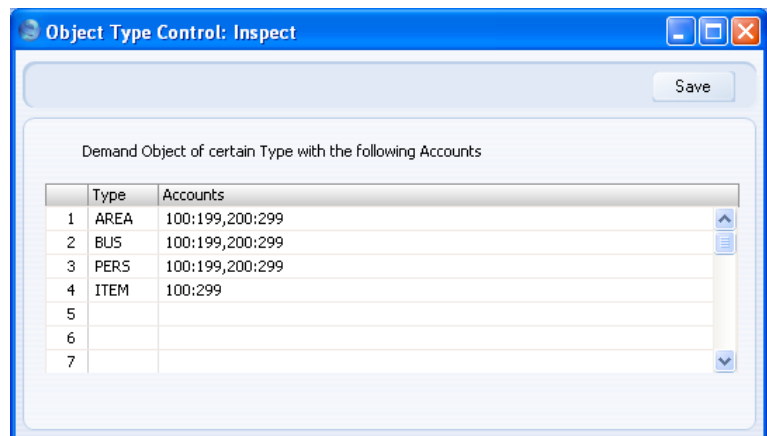 Object Type Control: Inspect
Save
Demand Object of certain Type with the following Accounts
Type Accounts
1 AREA 100:199,200:299
2 BUS 100:199,200:299
3 PERS 100:199,200:299
4 ITEM 100:299
5
6
7